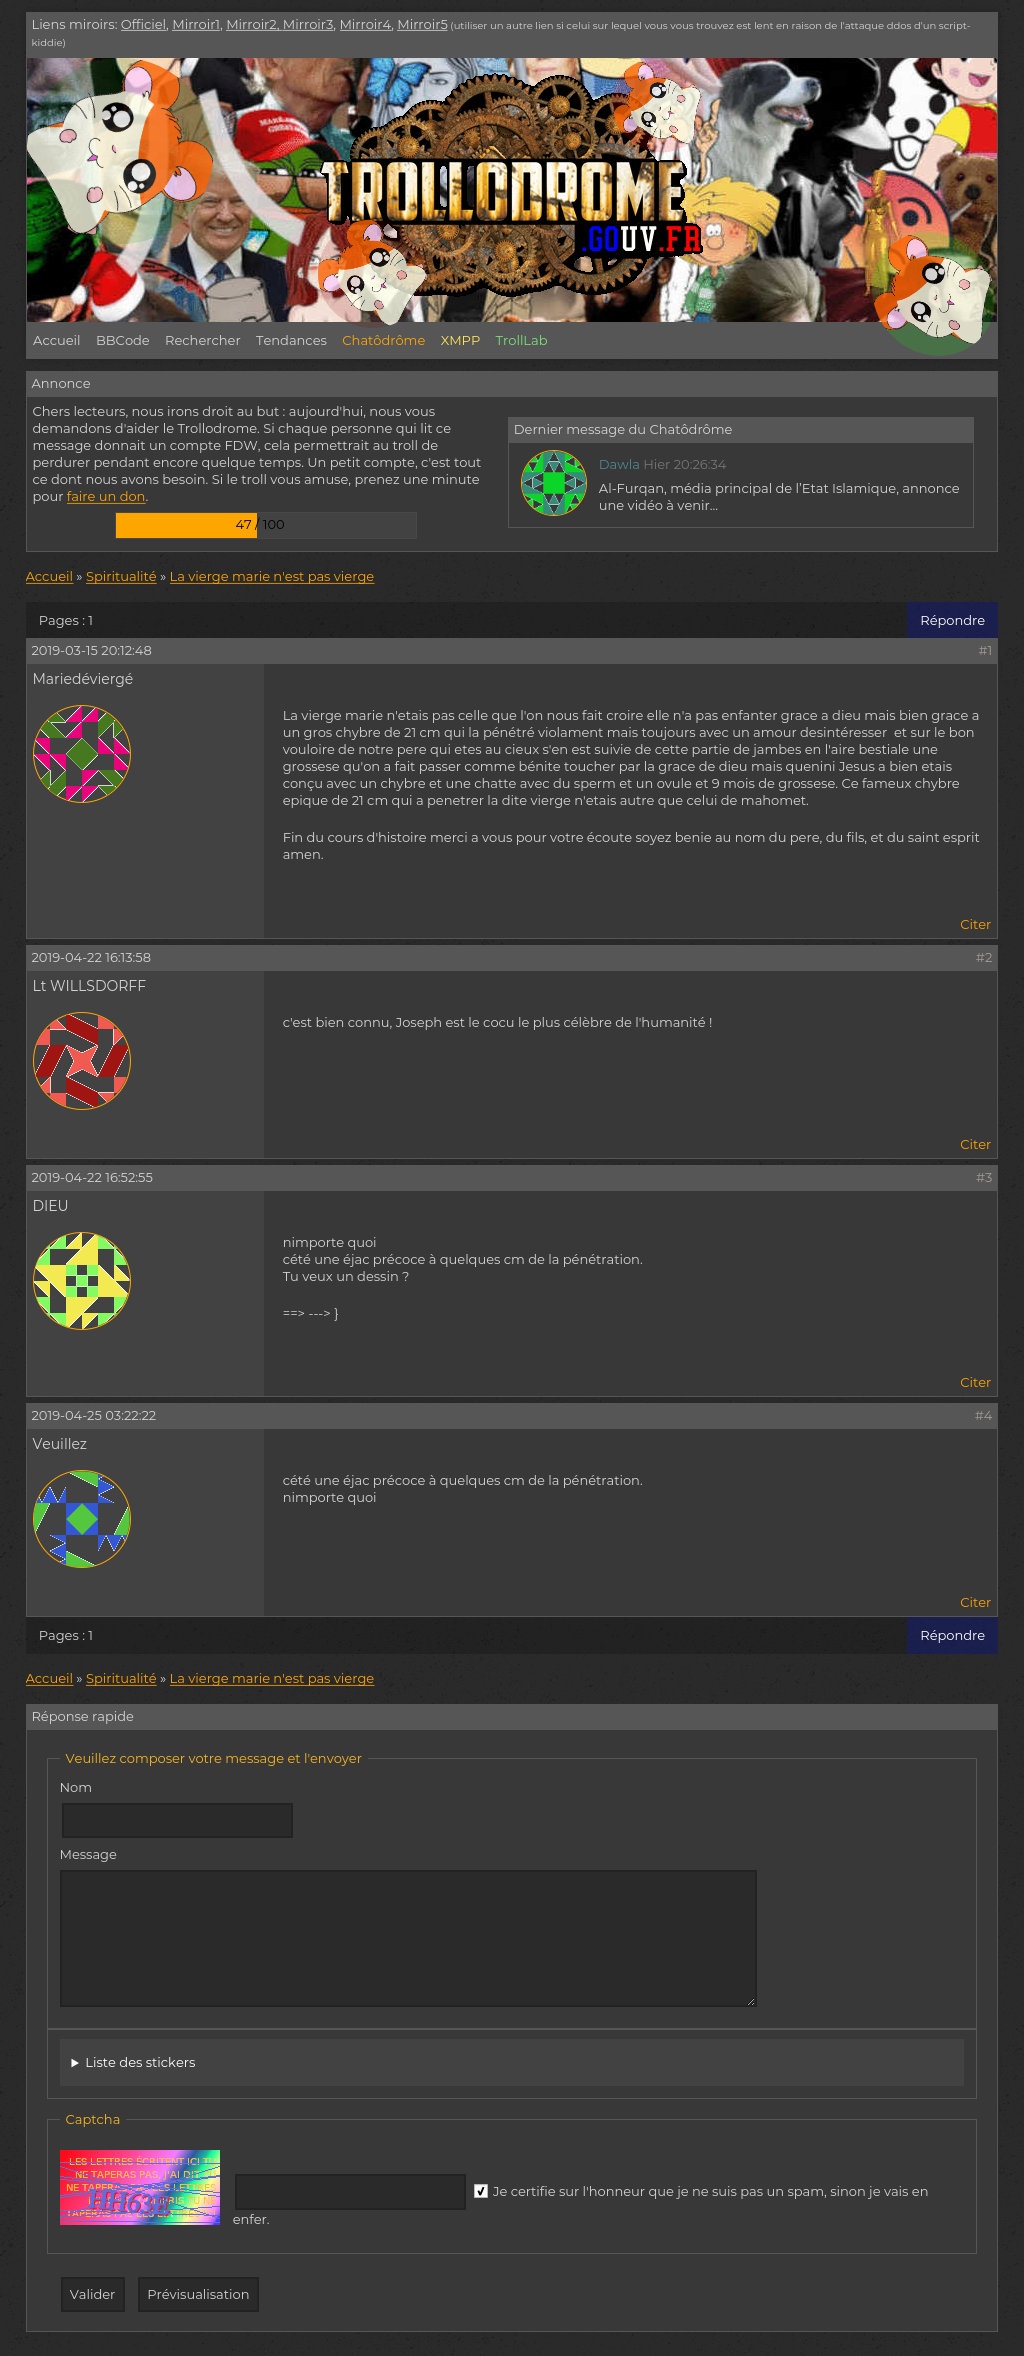 Liens miroirs: Officiel, Mirroir1, Mirroir2, Mirroir3, Mirroir4, Mirroir5 (utiliser un autre lien si celui sur lequel vous vous trouvez est lent en raison de l'attaque ddos d'un script-
kiddie)
TROLLODROME
.GOUV.FR
Accueil BBCode Rechercher Tendances Chatôdrôme XMPP TrollLab
Annonce
Chers lecteurs, nous irons droit au but : aujourd'hui, nous vous
demandons d'aider le Trollodrome. Si chaque personne qui lit ce
message donnait un compte FDW, cela permettrait au troll de
perdurer pendant encore quelque temps. Un petit compte, c'est tout
ce dont nous avons besoin. Si le troll vous amuse, prenez une minute
pour faire un don.
47 / 100
Dernier message du Chatôdrôme
Dawla Hier 20:26:34
Al-Furqan, média principal de l'Etat Islamique, annonce
une vidéo à venir...
Accueil » Spiritualité » La vierge marie n'est pas vierge
Pages : 1
Répondre
2019-03-15 20:12:48 #1
Mariedéviergé
La vierge marie n'etais pas celle que l'on nous fait croire elle n'a pas enfanter grace a dieu mais bien grace a
un gros chybre de 21 cm qui la pénétré violament mais toujours avec un amour desintéresser  et sur le bon
vouloire de notre pere qui etes au cieux s'en est suivie de cette partie de jambes en l'aire bestiale une
grossese qu'on a fait passer comme bénite toucher par la grace de dieu mais quenini Jesus a bien etais
conçu avec un chybre et une chatte avec du sperm et un ovule et 9 mois de grossese. Ce fameux chybre
epique de 21 cm qui a penetrer la dite vierge n'etais autre que celui de mahomet.
Fin du cours d'histoire merci a vous pour votre écoute soyez benie au nom du pere, du fils, et du saint esprit
amen.
Citer
2019-04-22 16:13:58 #2
Lt WILLSDORFF
c'est bien connu, Joseph est le cocu le plus célèbre de l'humanité !
Citer
2019-04-22 16:52:55 #3
DIEU
nimporte quoi
cété une éjac précoce à quelques cm de la pénétration.
Tu veux un dessin ?
==> ---> }
Citer
2019-04-25 03:22:22 #4
Veuillez
cété une éjac précoce à quelques cm de la pénétration.
nimporte quoi
Citer
Pages : 1
Répondre
Accueil » Spiritualité » La vierge marie n'est pas vierge
Réponse rapide
Veuillez composer votre message et l'envoyer
Nom
Message
Liste des stickers
Captcha
LES LETTRES ECRITENT ICI TU
NE TAPERAS PAS, J'AI DIT
NE TAPERAS
Je certifie sur l'honneur que je ne suis pas un spam, sinon je vais en
enfer.
Valider Prévisualisation